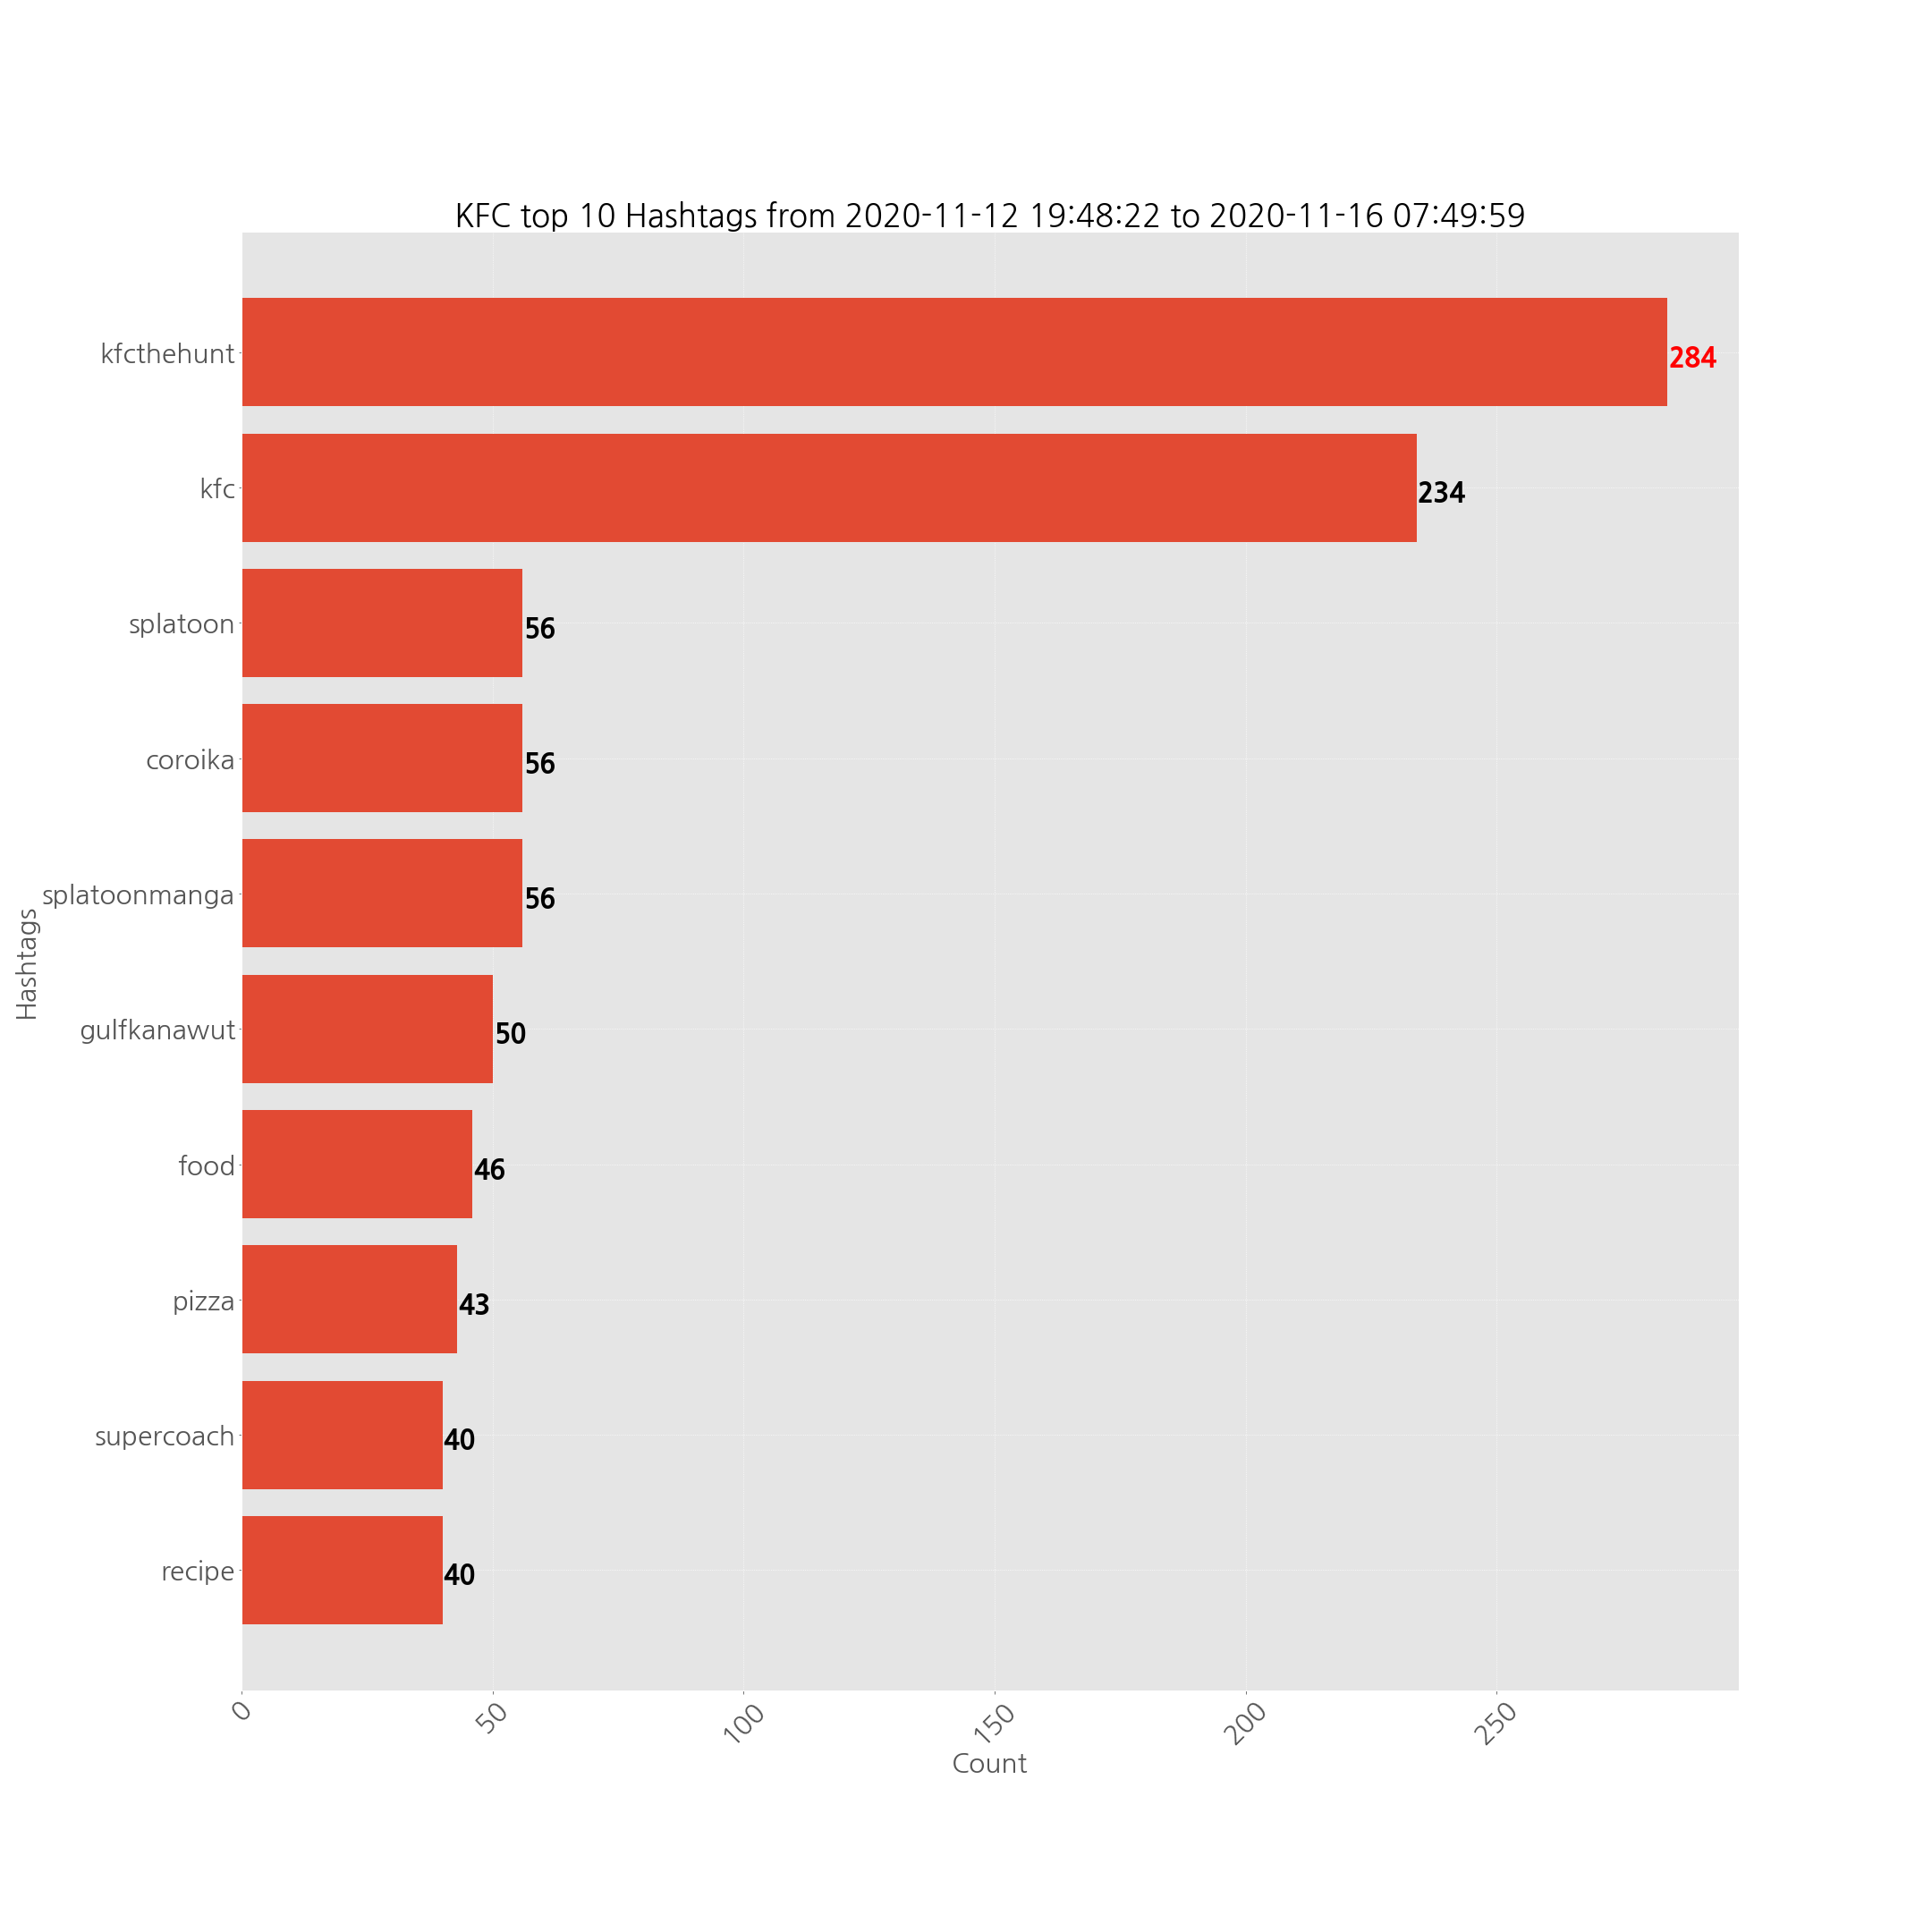 KFC top 10 Hashtags from 2020-11-12 19:48:22 to 2020-11-16 07:49:59
kfcthehunt 284
kfc 234
splatoon 56
coroika 56
splatoonmanga 56
gulfkanawut 50
food 46
pizza 43
supercoach 40
recipe 40
Hashtags
0 50 100 150 200 250
Count